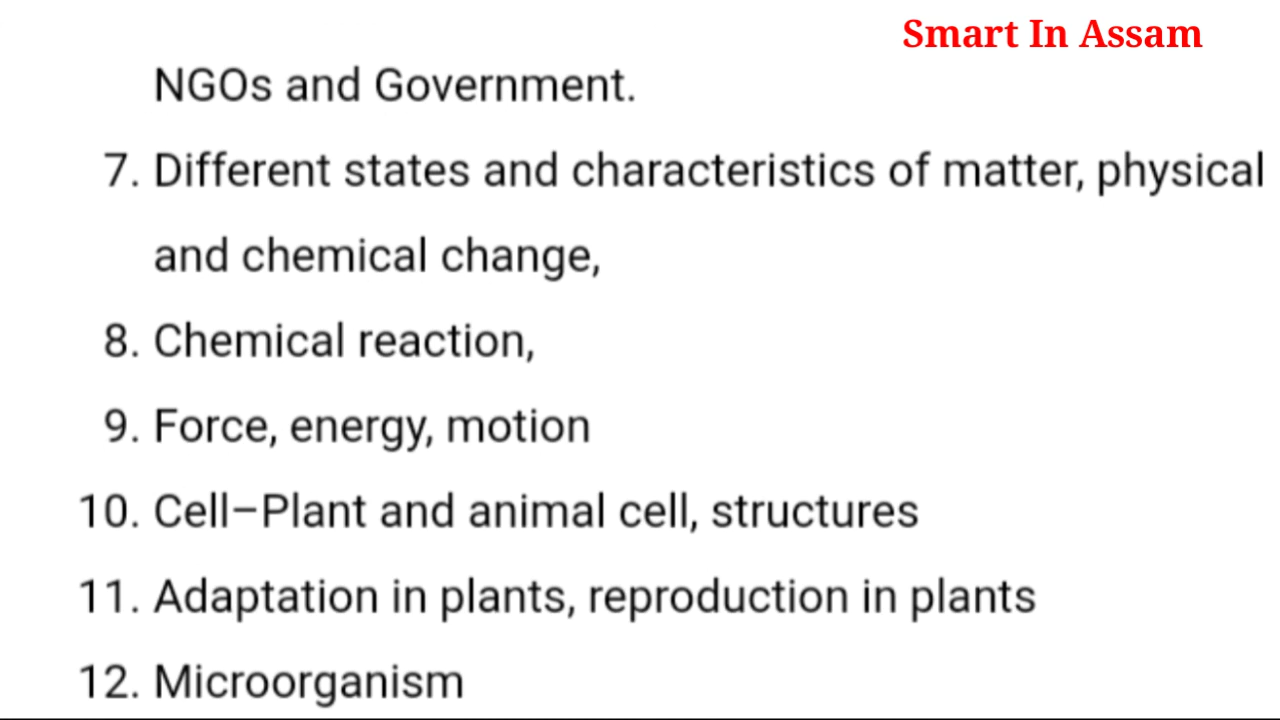 Smart In Assam
NGOs and Government.
7. Different states and characteristics of matter, physical
and chemical change,
8. Chemical reaction,
9. Force, energy, motion
10. Cell–Plant and animal cell, structures
11. Adaptation in plants, reproduction in plants
12. Microorganism